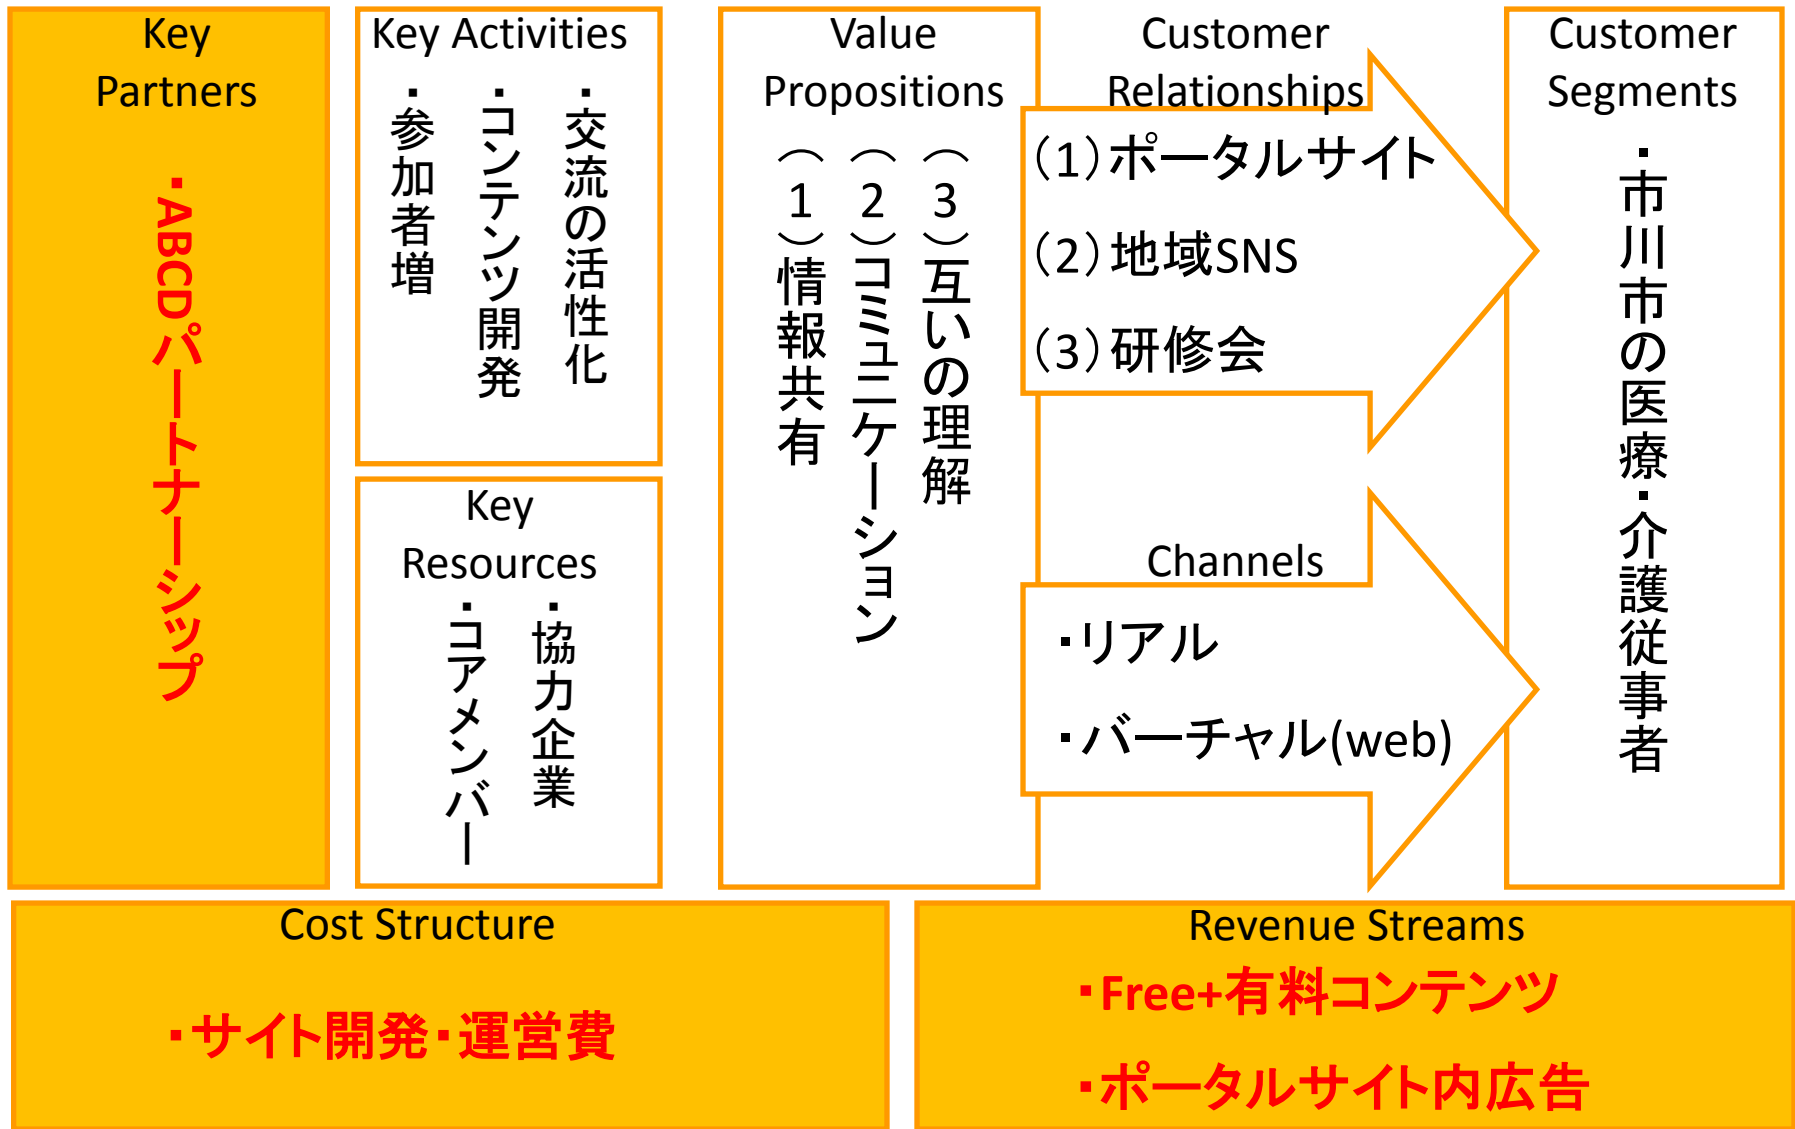 Key
Partners
・ABCDパートナーシップ
Key Activities
・参加者増
・コンテンツ開発
・交流の活性化
Key
Resources
・コアメンバー
・協力企業
Value
Propositions
（1）情報共有
（2）コミュニケーション
（3）互いの理解
Customer
Relationships
（1）ポータルサイト
（2）地域SNS
（3）研修会
Channels
・リアル
・バーチャル(web)
Customer
Segments
・市川市の医療・介護従事者
Cost Structure
・サイト開発・運営費
Revenue Streams
・Free+有料コンテンツ
・ポータルサイト内広告